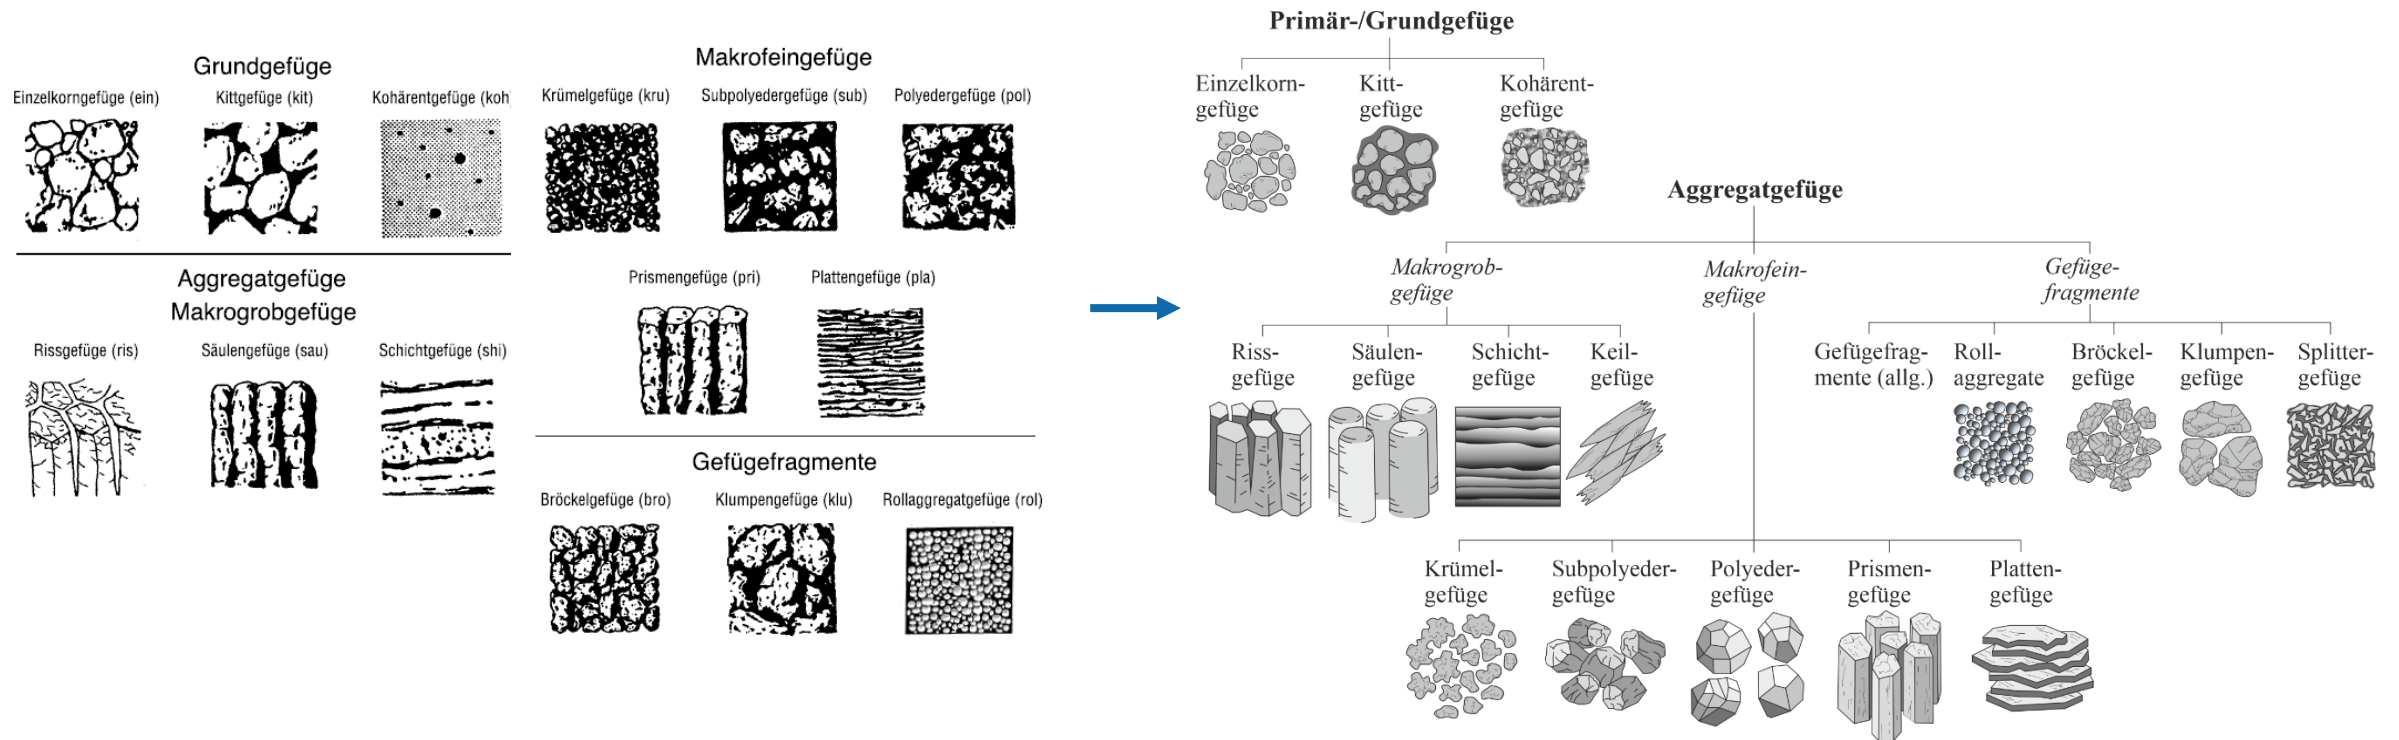 Grundgefüge
Einzelkorngefüge (ein)
Kittgefüge (kit)
Kohärentgefüge (koh)
Aggregatgefüge
Makrogrobgefüge
Rissgefüge (ris)
Säulengefüge (sau)
Schichtgefüge (shi)
Makrofeingefüge
Krümelgefüge (kru)
Subpolyedergefüge (sub)
Polyedergefüge (pol)
Prismengefüge (pri)
Plattengefüge (pla)
Gefügefragmente
Bröckelgefüge (bro)
Klumpengefüge (klu)
Rollaggregatgefüge (rol)
Primär-/Grundgefüge
Einzelkorn-
gefüge
Kitt-
gefüge
Kohärent-
gefüge
Aggregatgefüge
Makrogrob-
gefüge
Makrofein-
gefüge
Gefüge-
fragmente
Riss-
gefüge
Säulen-
gefüge
Schicht-
gefüge
Keil-
gefüge
Gefügefrag-
mente (allg.)
Roll-
aggregate
Bröckel-
gefüge
Klumpen-
gefüge
Splitter-
gefüge
Krümel-
gefüge
Subpolyeder-
gefüge
Polyeder-
gefüge
Prismen-
gefüge
Platten-
gefüge